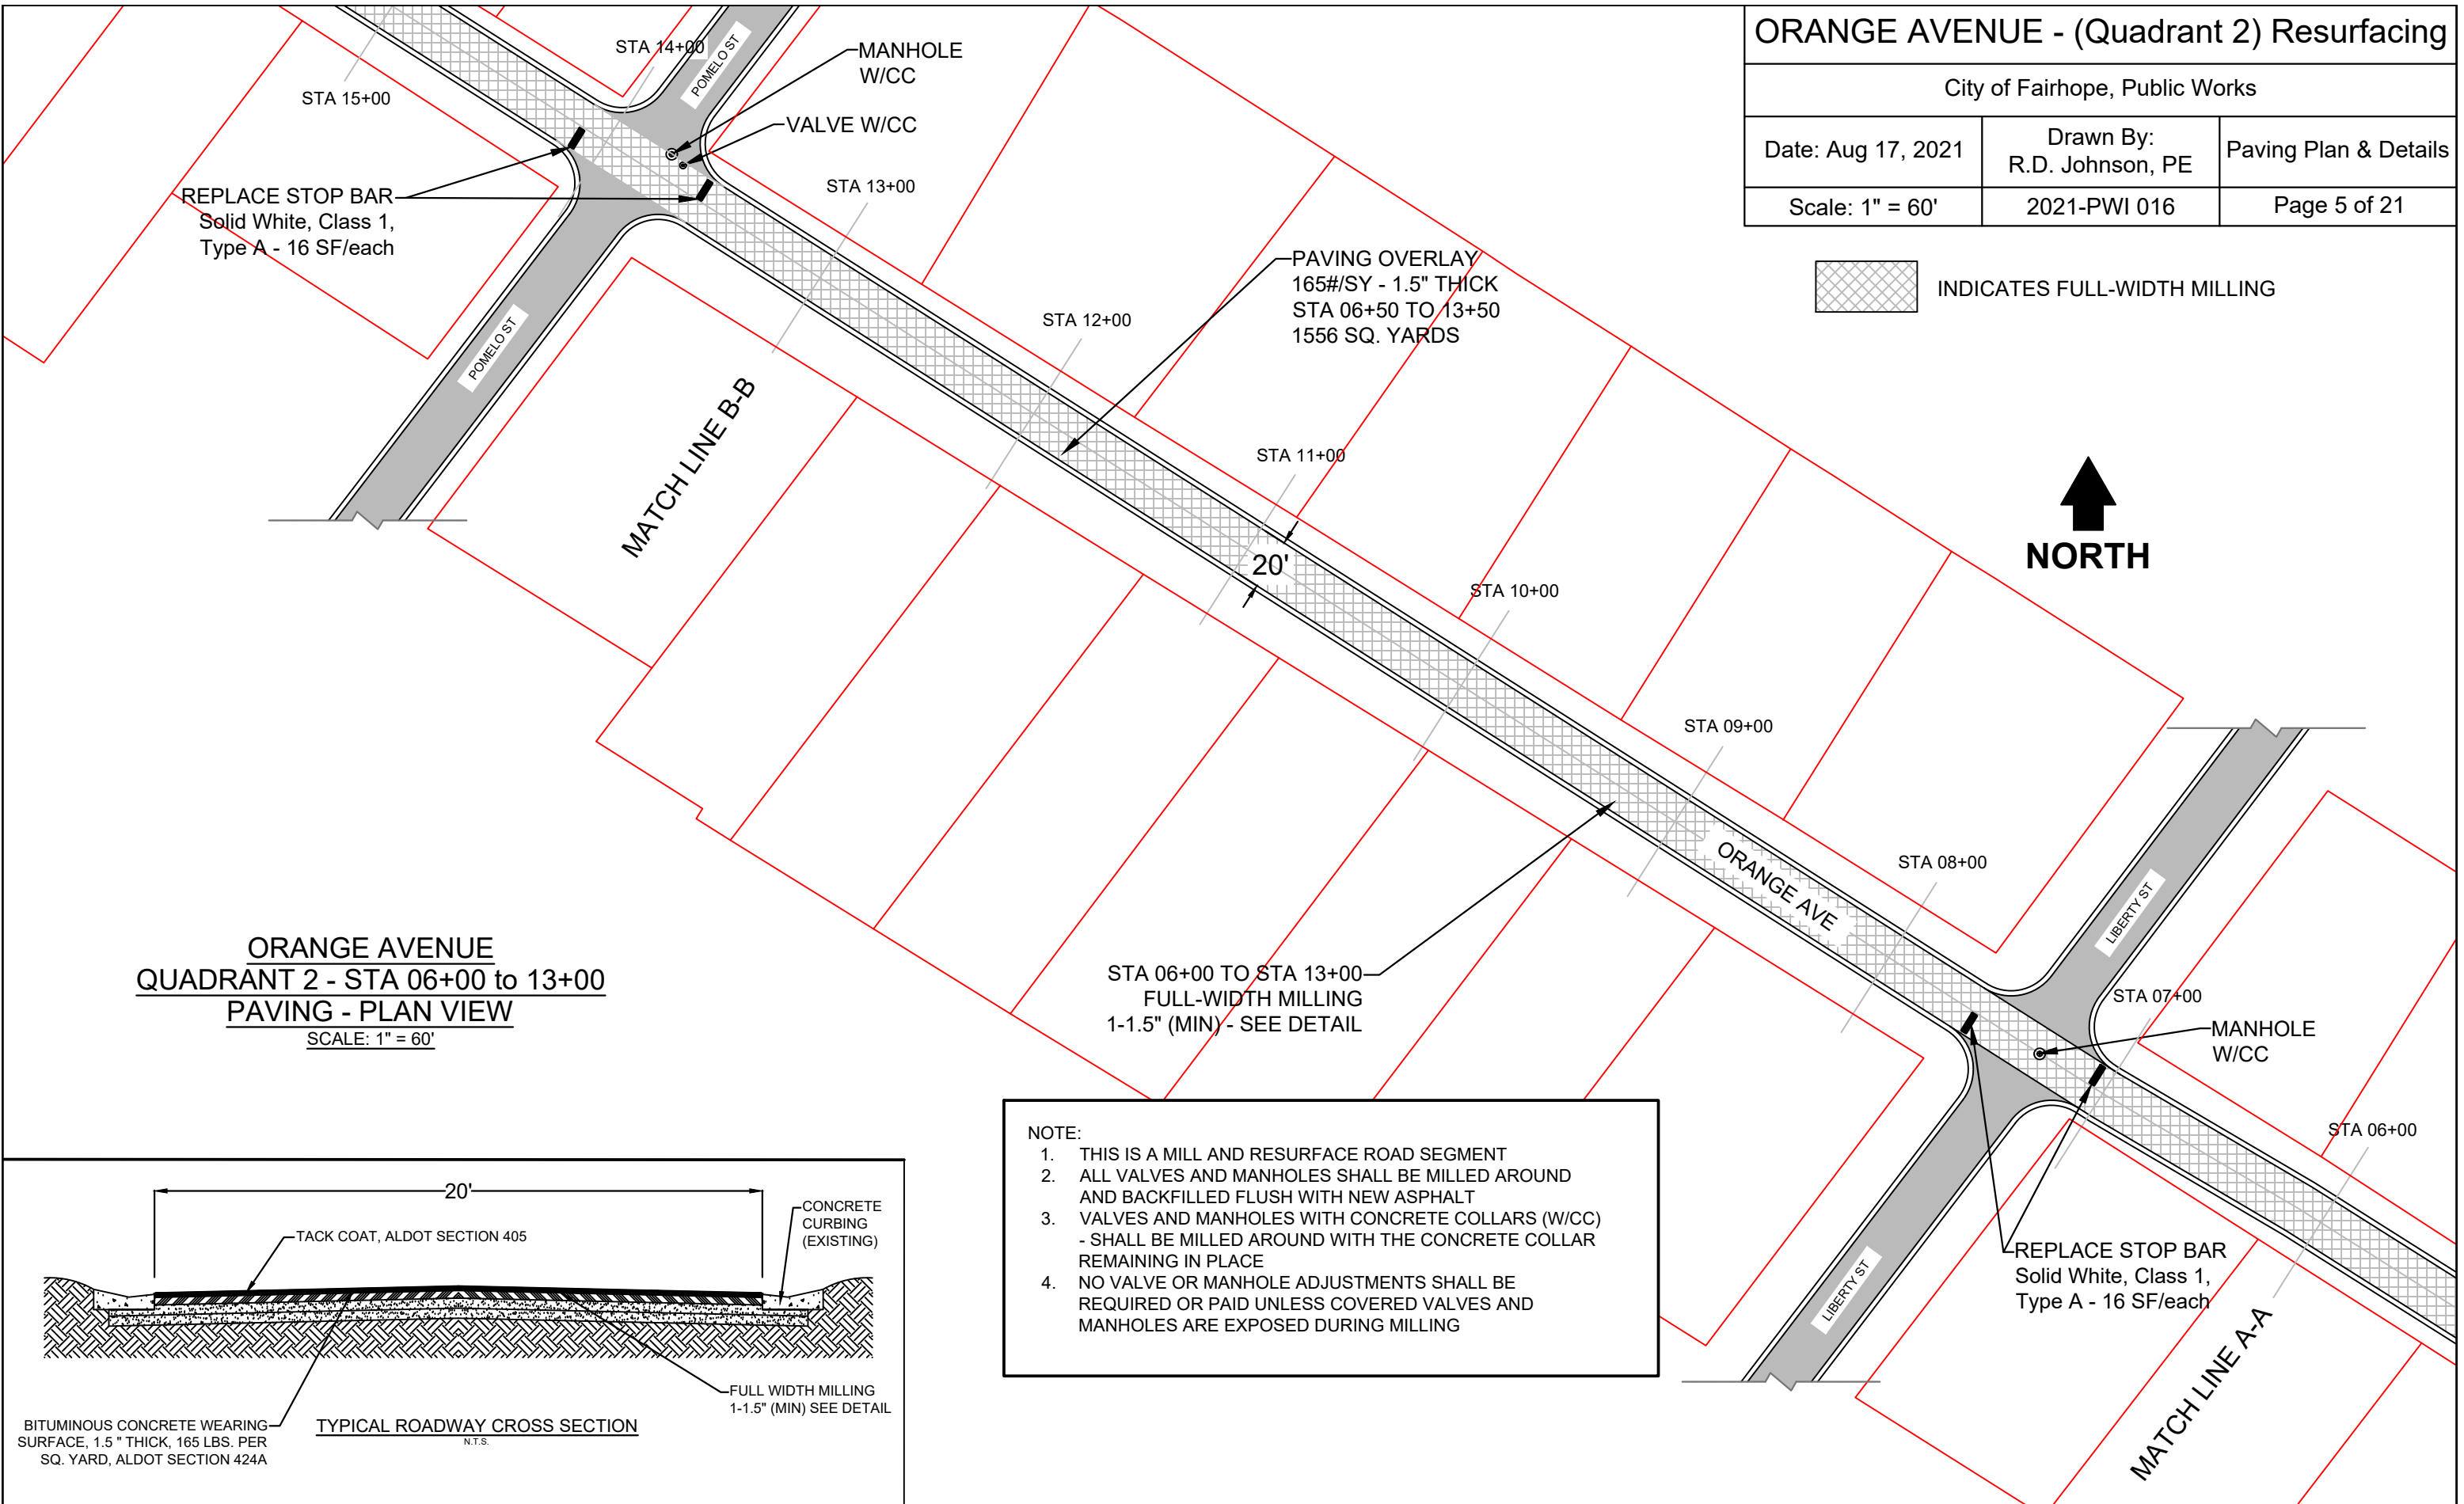 ORANGE AVENUE - (Quadrant 2) Resurfacing
City of Fairhope, Public Works
Date: Aug 17, 2021
Drawn By:
R.D. Johnson, PE
Paving Plan & Details
Scale: 1" = 60'
2021-PWI 016
Page 5 of 21
INDICATES FULL-WIDTH MILLING
NORTH
STA 15+00
STA 14+00
POMELO ST
MANHOLE
W/CC
VALVE W/CC
STA 13+00
REPLACE STOP BAR
Solid White, Class 1,
Type A - 16 SF/each
POMELO ST
MATCH LINE B-B
PAVING OVERLAY
165#/SY - 1.5" THICK
STA 06+50 TO 13+50
1556 SQ. YARDS
STA 12+00
STA 11+00
20'
STA 10+00
STA 09+00
ORANGE AVE
STA 08+00
LIBERTY ST
STA 07+00
MANHOLE
W/CC
STA 06+00
STA 06+00 TO STA 13+00
FULL-WIDTH MILLING
1-1.5" (MIN) - SEE DETAIL
REPLACE STOP BAR
Solid White, Class 1,
Type A - 16 SF/each
LIBERTY ST
MATCH LINE A-A
ORANGE AVENUE
QUADRANT 2 - STA 06+00 to 13+00
PAVING - PLAN VIEW
SCALE: 1" = 60'
NOTE:
1. THIS IS A MILL AND RESURFACE ROAD SEGMENT
2. ALL VALVES AND MANHOLES SHALL BE MILLED AROUND
AND BACKFILLED FLUSH WITH NEW ASPHALT
3. VALVES AND MANHOLES WITH CONCRETE COLLARS (W/CC)
- SHALL BE MILLED AROUND WITH THE CONCRETE COLLAR
REMAINING IN PLACE
4. NO VALVE OR MANHOLE ADJUSTMENTS SHALL BE
REQUIRED OR PAID UNLESS COVERED VALVES AND
MANHOLES ARE EXPOSED DURING MILLING
20'
TACK COAT, ALDOT SECTION 405
CONCRETE
CURBING
(EXISTING)
FULL WIDTH MILLING
1-1.5" (MIN) SEE DETAIL
BITUMINOUS CONCRETE WEARING
SURFACE, 1.5 " THICK, 165 LBS. PER
SQ. YARD, ALDOT SECTION 424A
TYPICAL ROADWAY CROSS SECTION
N.T.S.